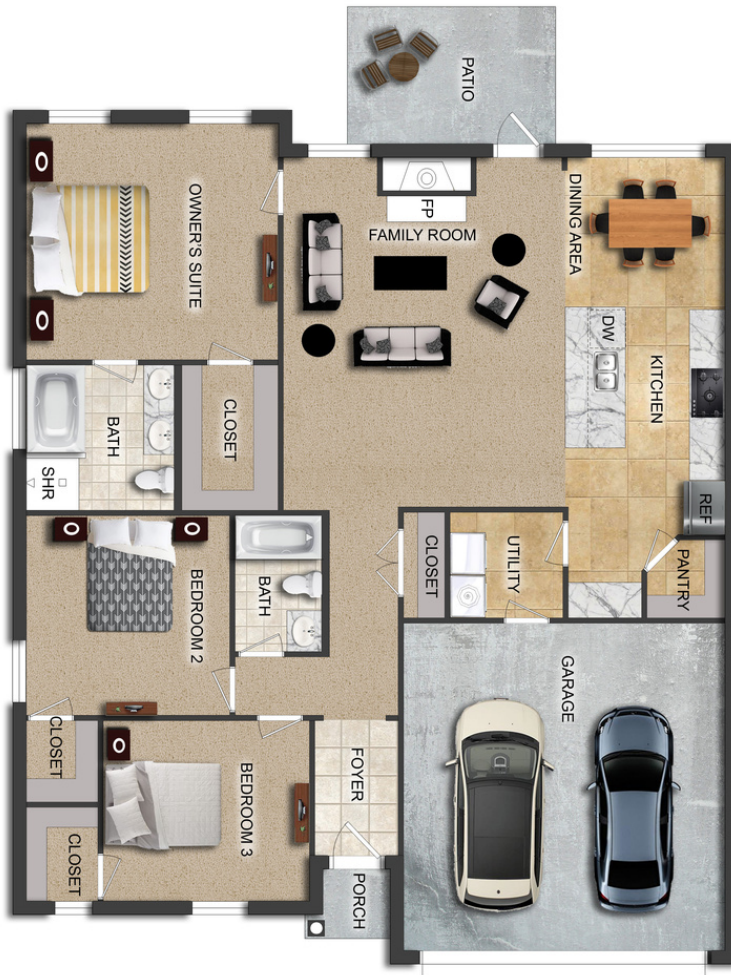 PATIO
OWNER'S SUITE
FP
FAMILY ROOM
DINING AREA
DW
KITCHEN
BATH
CLOSET
SHR
REF
BEDROOM 2
BATH
CLOSET
UTILITY
PANTRY
GARAGE
CLOSET
BEDROOM 3
FOYER
CLOSET
PORCH